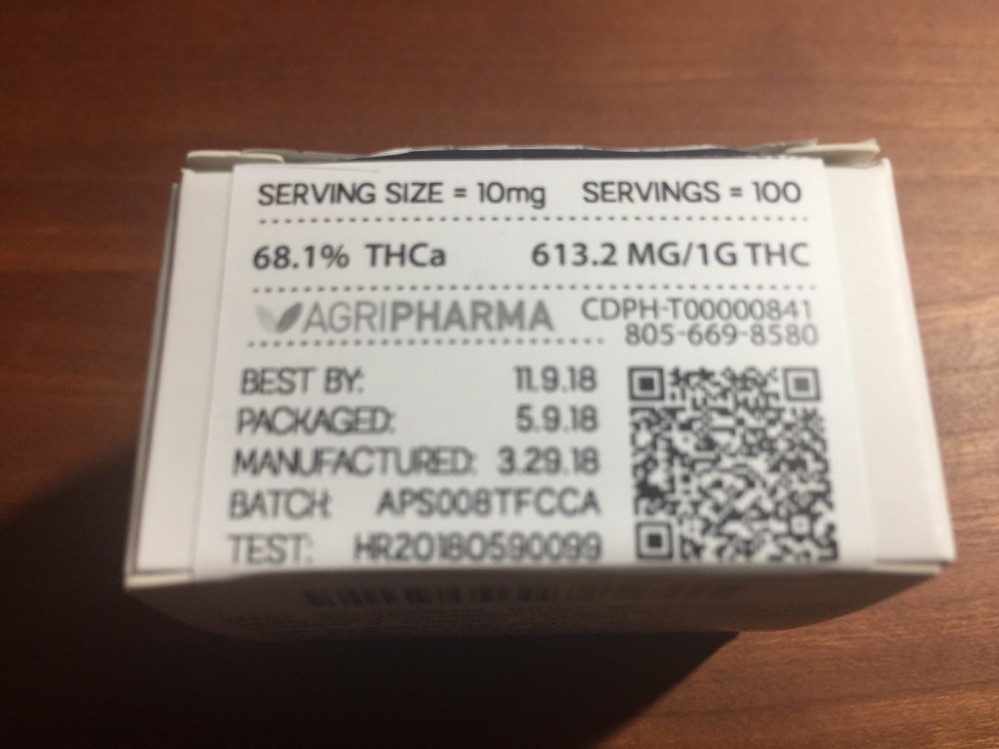 SERVING SIZE = 10mg SERVINGS = 100
68.1% THCa 613.2 MG/1G THC
AGRIPHARMA CDPH-T00000841
805-669-8580
BEST BY: 11.9.18
PACKAGED: 5.9.18
MANUFACTURED: 3.29.18
BATCH: APS008TFCCA
TEST: HR20180590099